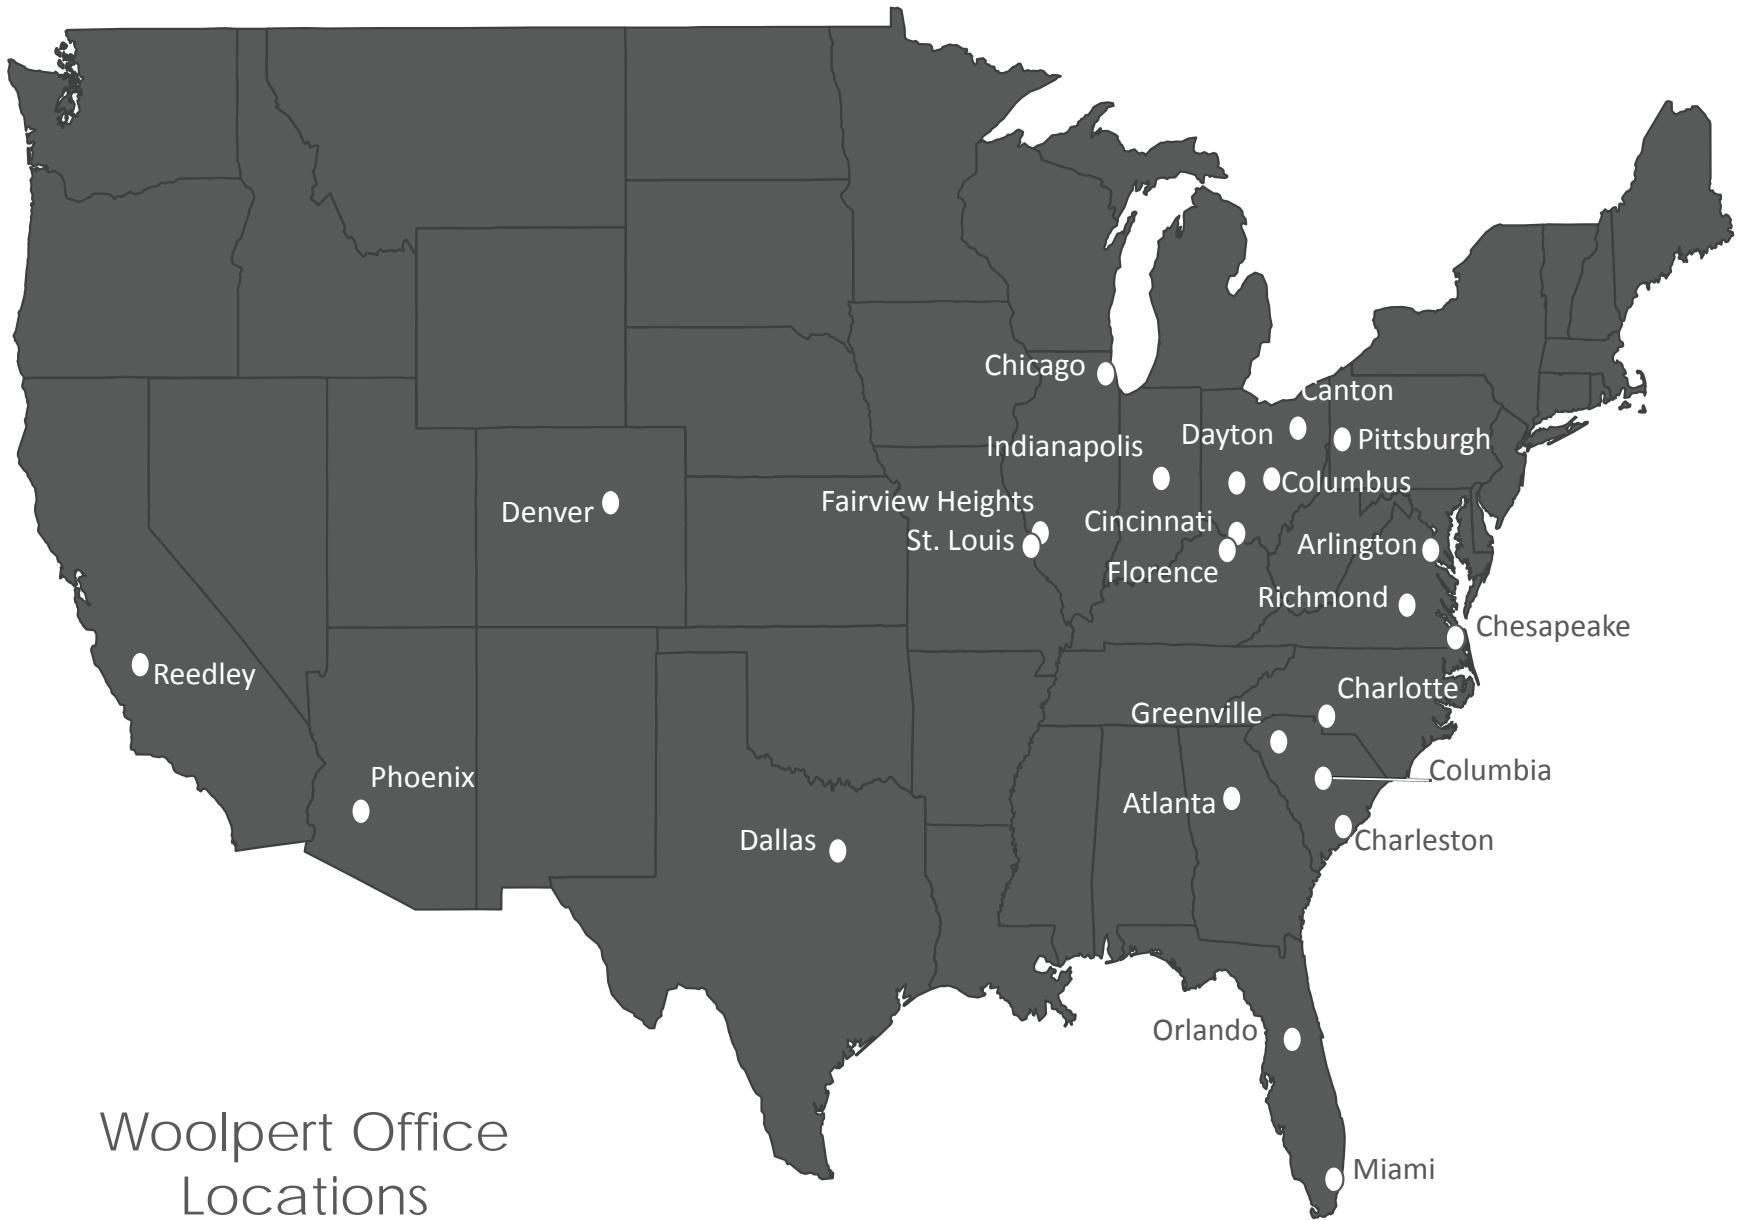 Chicago
Canton
Dayton
Pittsburgh
Indianapolis
Columbus
Fairview Heights
Denver
Cincinnati
St. Louis
Arlington
Florence
Richmond
Chesapeake
Reedley
Charlotte
Greenville
Columbia
Phoenix
Atlanta
Dallas
Charleston
Orlando
Woolpert Office
Locations
Miami